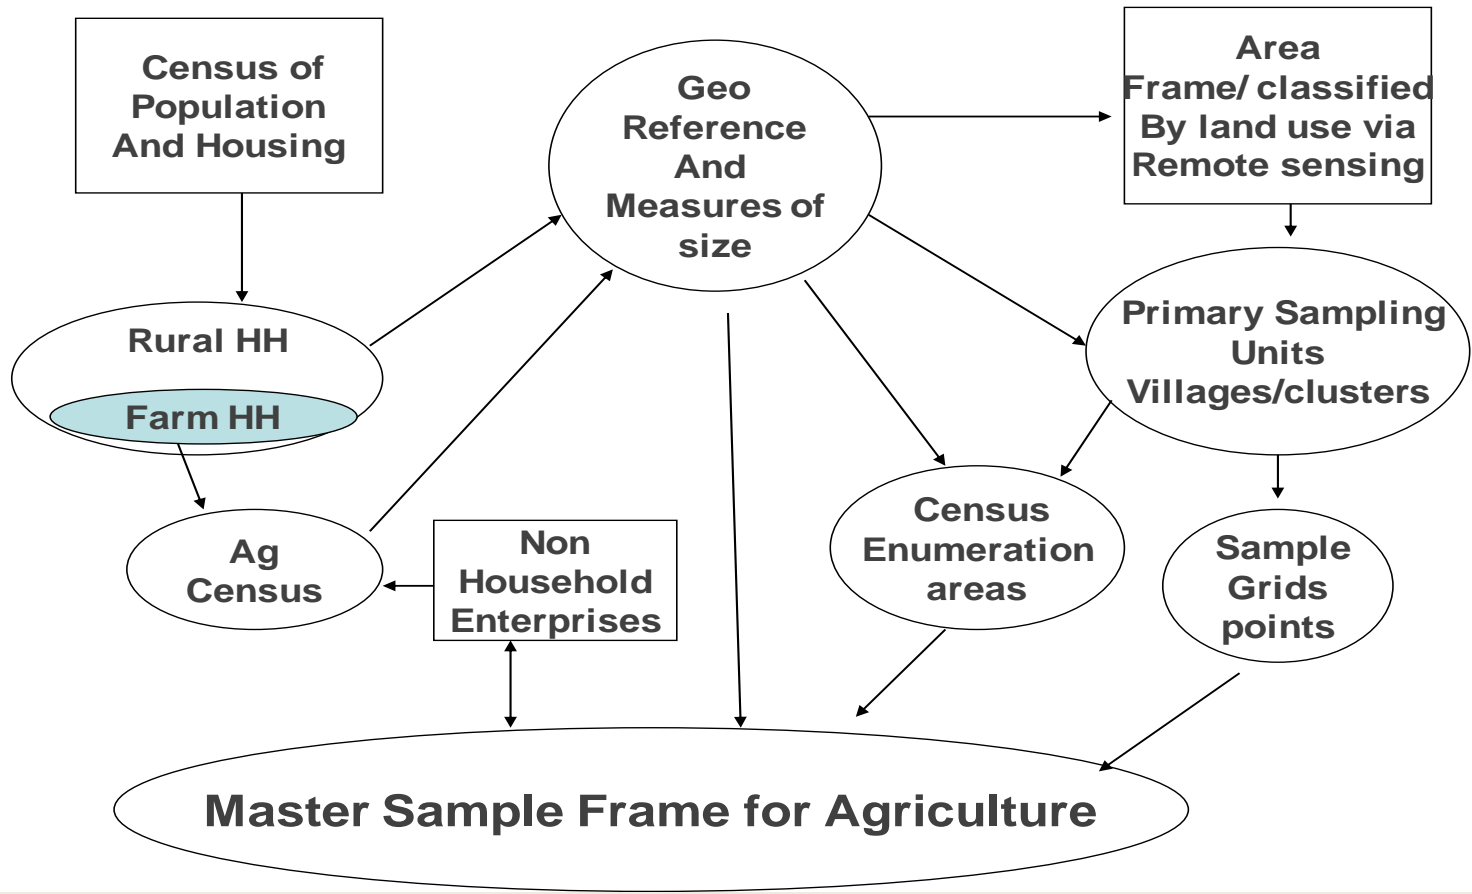 Census of
Population
And Housing
Geo
Reference
And
Measures of
size
Area
Frame/ classified
By land use via
Remote sensing
Rural HH
Farm HH
Primary Sampling
Units
Villages/clusters
Ag
Census
Non
Household
Enterprises
Census
Enumeration
areas
Sample
Grids
points
Master Sample Frame for Agriculture